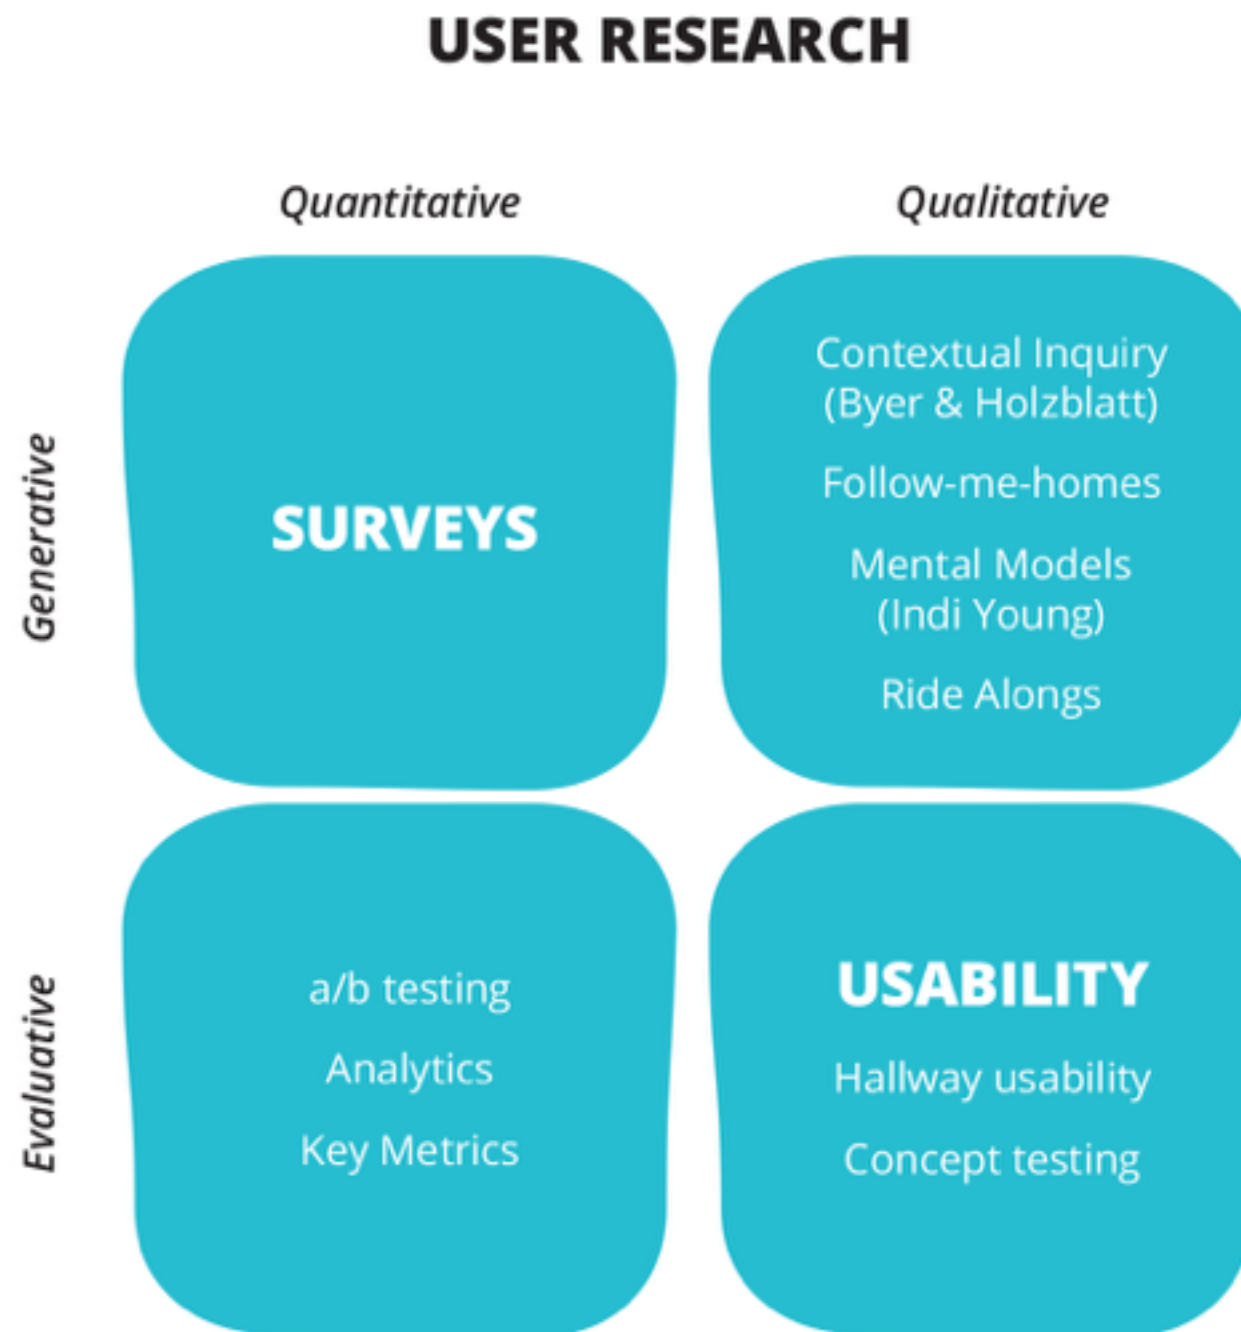 USER RESEARCH
Quantitative
Qualitative
Generative
SURVEYS
Contextual Inquiry
(Byer & Holzblatt)
Follow-me-homes
Mental Models
(Indi Young)
Ride Alongs
Evaluative
a/b testing
Analytics
Key Metrics
USABILITY
Hallway usability
Concept testing